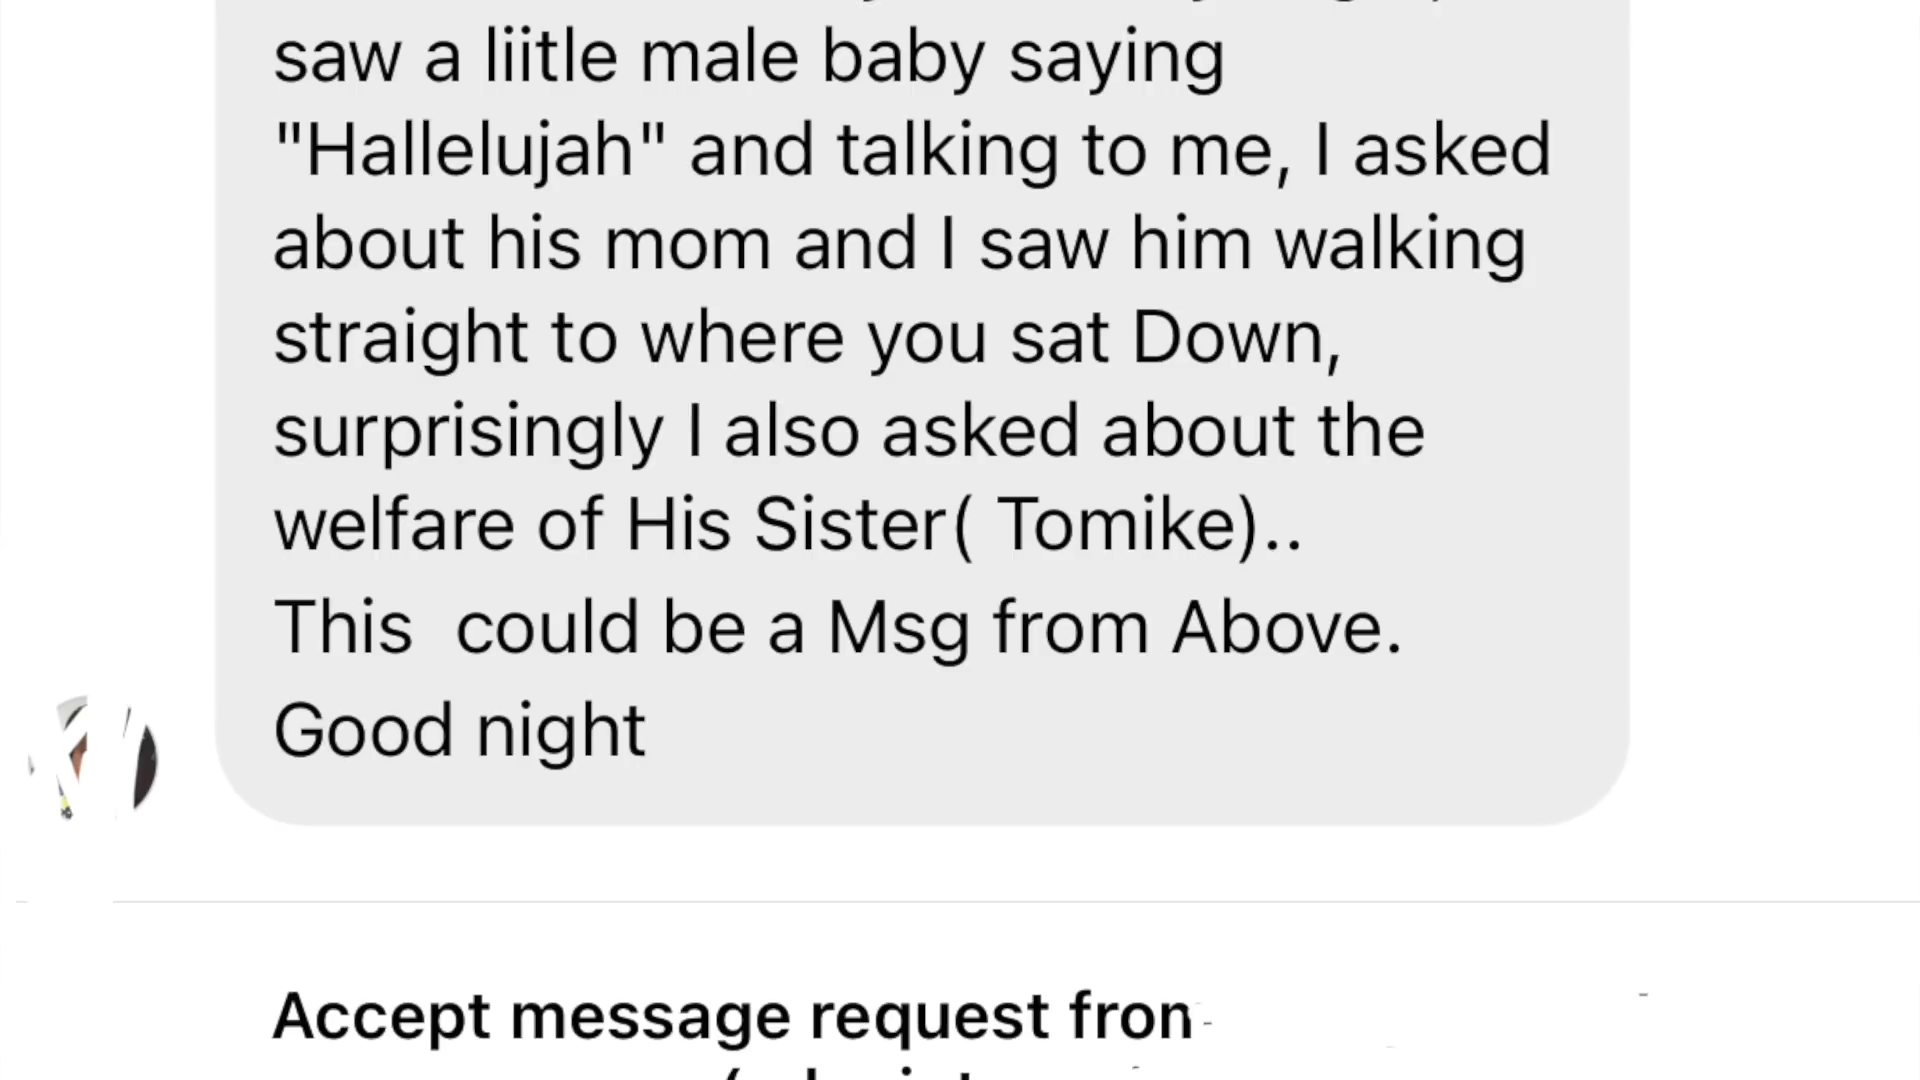 saw a liitle male baby saying
"Hallelujah" and talking to me, I asked
about his mom and I saw him walking
straight to where you sat Down,
surprisingly I also asked about the
welfare of His Sister( Tomike)..
This  could be a Msg from Above.
Good night
Accept message request